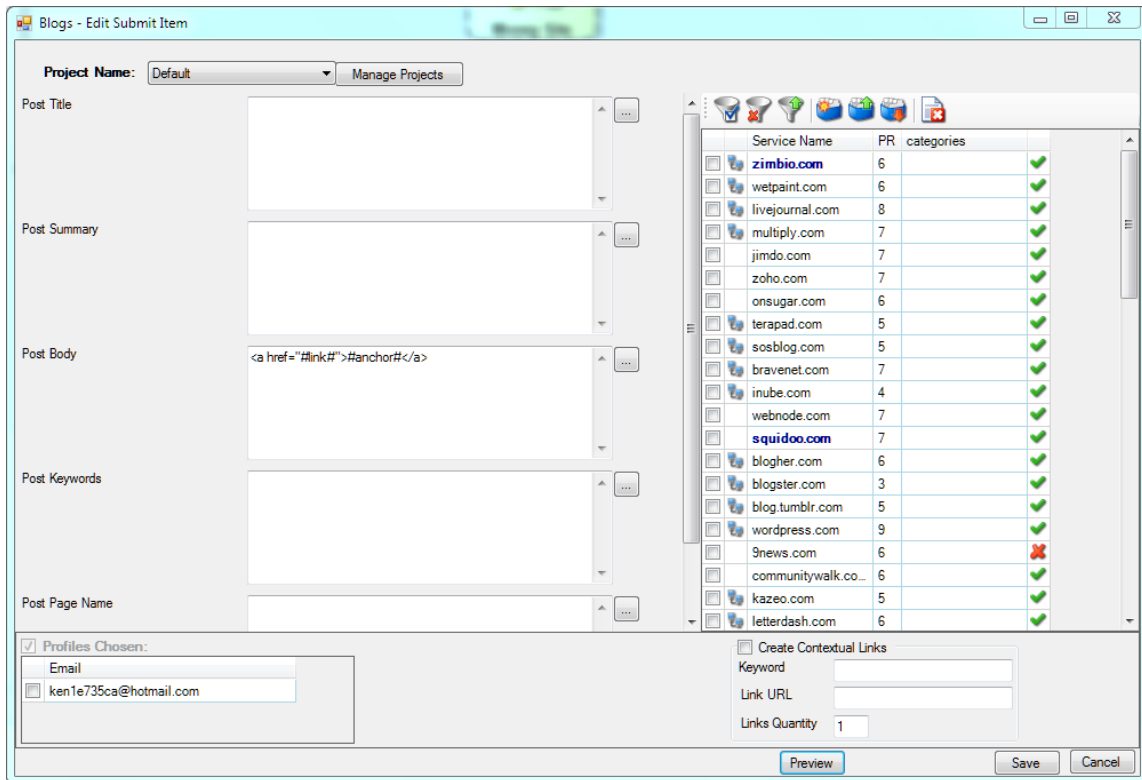 Blogs - Edit Submit Item
Wrong Site
Project Name: Default Manage Projects
Post Title
...
Post Summary
...
Post Body
<a href="#link#">#anchor#</a>
...
Post Keywords
...
Post Page Name
...
Service Name PR categories
zimbio.com 6
wetpaint.com 6
livejournal.com 8
multiply.com 7
jimdo.com 7
zoho.com 7
onsugar.com 6
terapad.com 5
sosblog.com 5
bravenet.com 7
inube.com 4
webnode.com 7
squidoo.com 7
blogher.com 6
blogster.com 3
blog.tumblr.com 5
wordpress.com 9
9news.com 6
communitywalk.co... 6
kazeo.com 5
letterdash.com 6
Profiles Chosen:
Email
ken1e735ca@hotmail.com
Create Contextual Links
Keyword
Link URL
Links Quantity 1
Preview Save Cancel